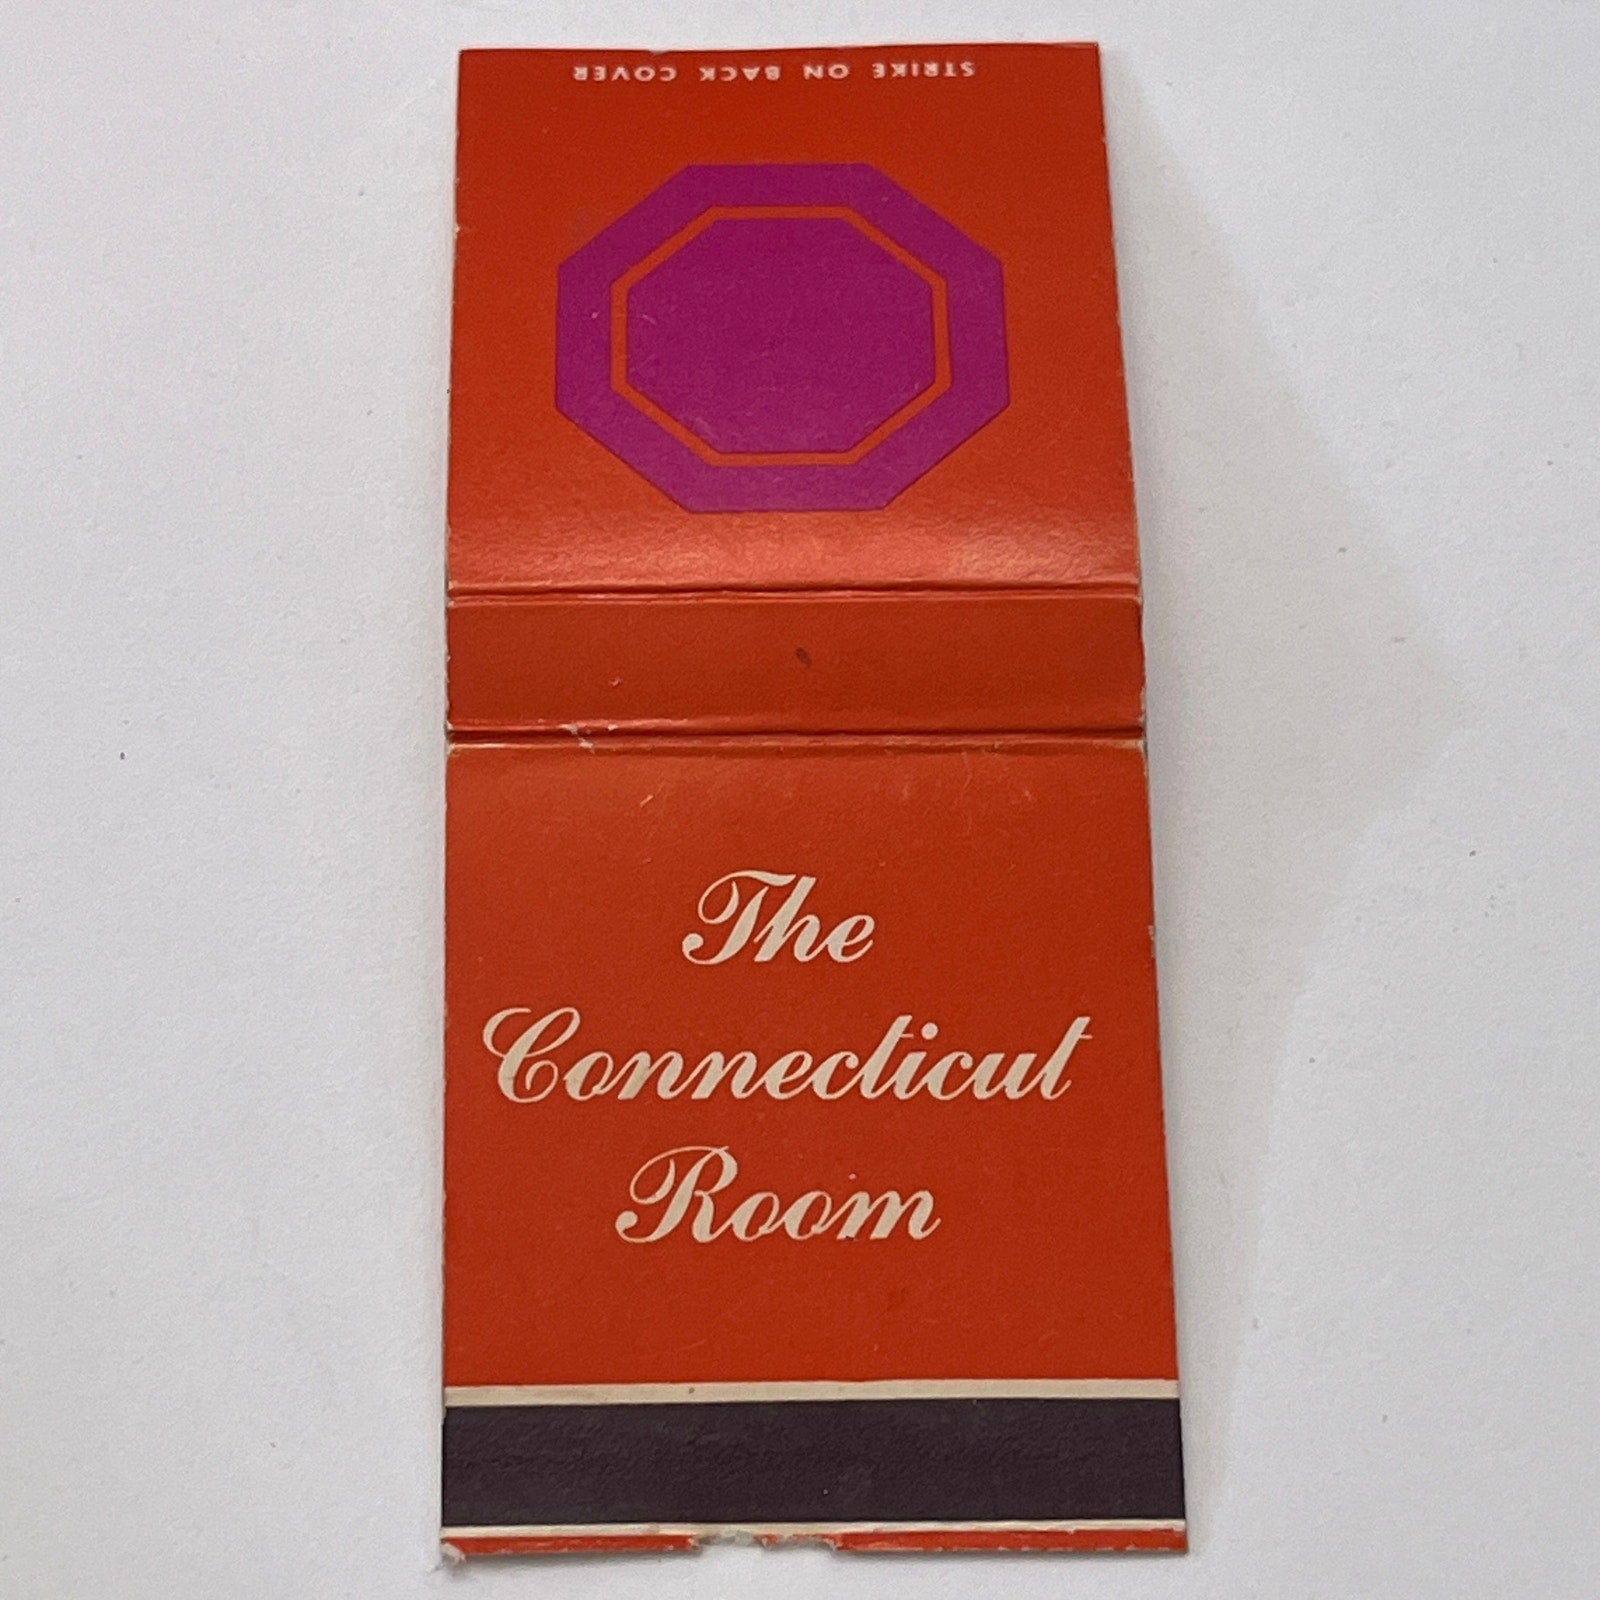 STRIKE ON BACK COVER
The
Connecticut
Room